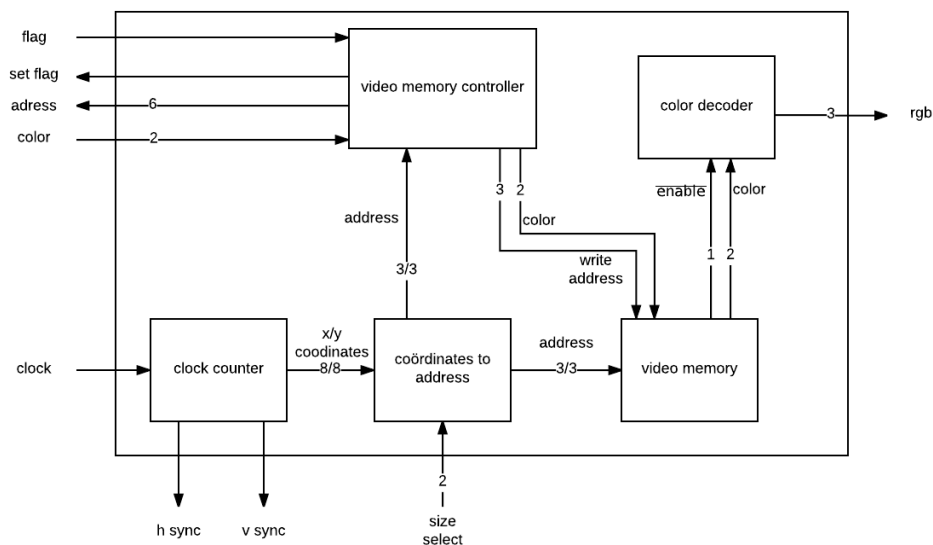 flag
set flag
adress
color
6
2
video memory controller
color decoder
3
rgb
enable
color
3
2
address
color
write
address
1
2
3/3
clock
clock counter
x/y
coodinates
8/8
coördinates to
address
address
3/3
video memory
2
h sync
v sync
size
select